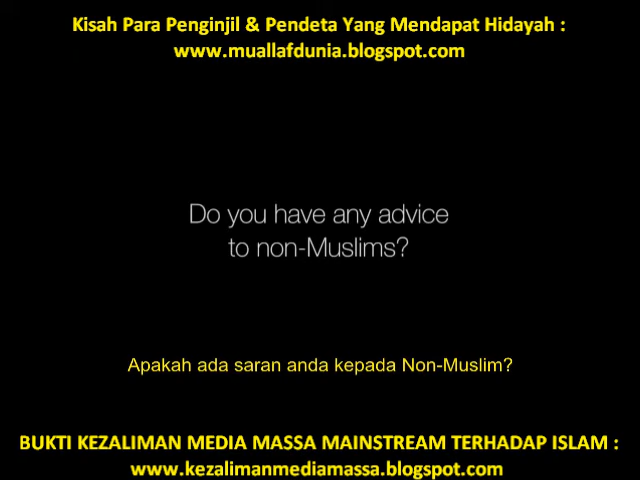 Kisah Para Penginjil & Pendeta Yang Mendapat Hidayah :
www.muallafdunia.blogspot.com
Do you have any advice
to non-Muslims?
Apakah ada saran anda kepada Non-Muslim?
BUKTI KEZALIMAN MEDIA MASSA MAINSTREAM TERHADAP ISLAM :
www.kezalimanmediamassa.blogspot.com